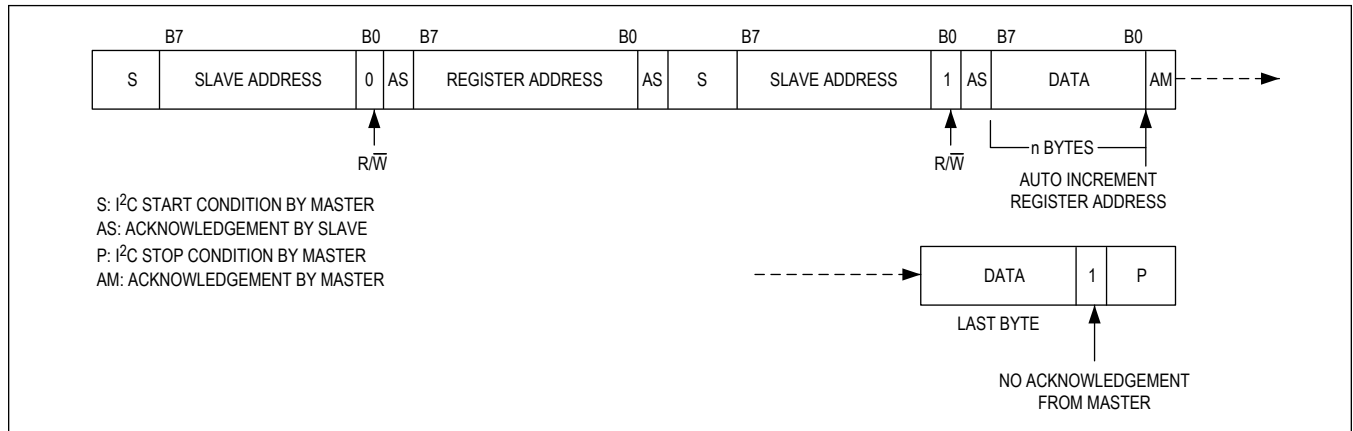 B7 B0 B7 B0 B7 B0 B7 B0
S SLAVE ADDRESS 0 AS REGISTER ADDRESS AS S SLAVE ADDRESS 1 AS DATA AM
R/W̅ R/W̅ n BYTES
AUTO INCREMENT
REGISTER ADDRESS
S: I²C START CONDITION BY MASTER
AS: ACKNOWLEDGEMENT BY SLAVE
P: I²C STOP CONDITION BY MASTER
AM: ACKNOWLEDGEMENT BY MASTER
DATA 1 P
LAST BYTE
NO ACKNOWLEDGEMENT
FROM MASTER